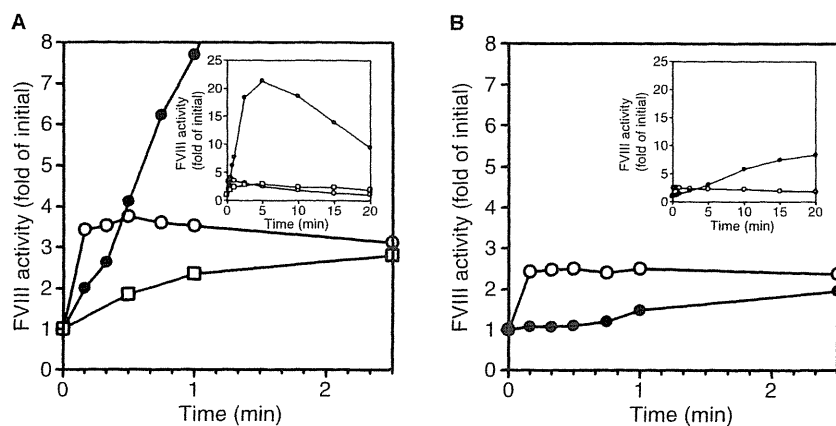 A
FVIII activity (fold of initial)
8
7
6
5
4
3
2
1
0
0 1 2
Time (min)
FVIII activity
(fold of initial)
25
20
15
10
5
0
0 5 10 15 20
Time (min)
B
FVIII activity (fold of initial)
8
7
6
5
4
3
2
1
0
0 1 2
Time (min)
FVIII activity
(fold of initial)
25
20
15
10
5
0
0 5 10 15 20
Time (min)